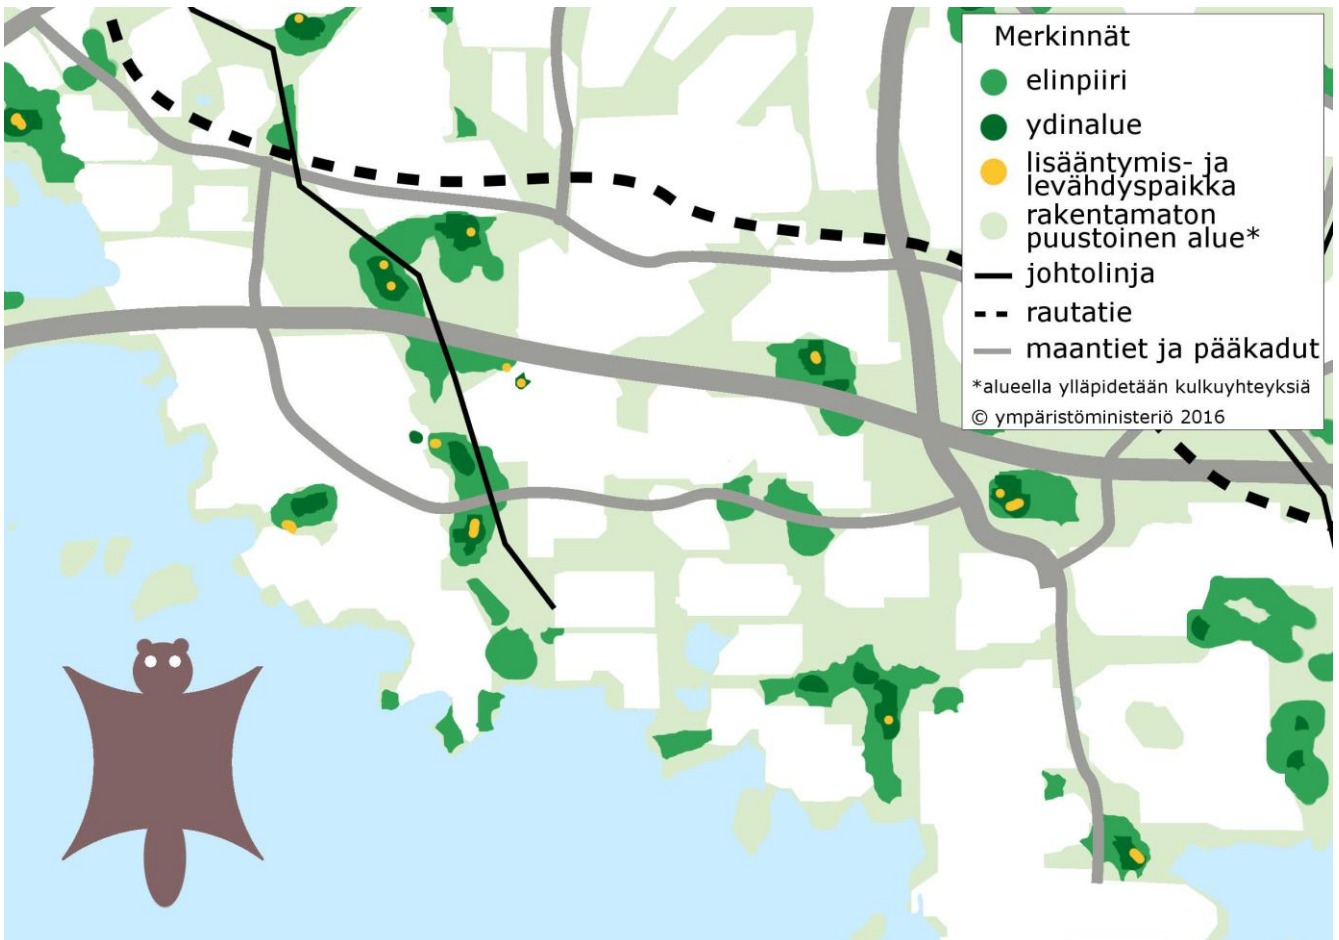 Merkinnät
elinpiiri
ydinalue
lisääntymis- ja
levähdyspaikka
rakentamaton
puustoinen alue*
johtolinja
rautatie
maantiet ja pääkadut
*alueella ylläpidetään kulkuyhteyksiä
© ympäristöministeriö 2016